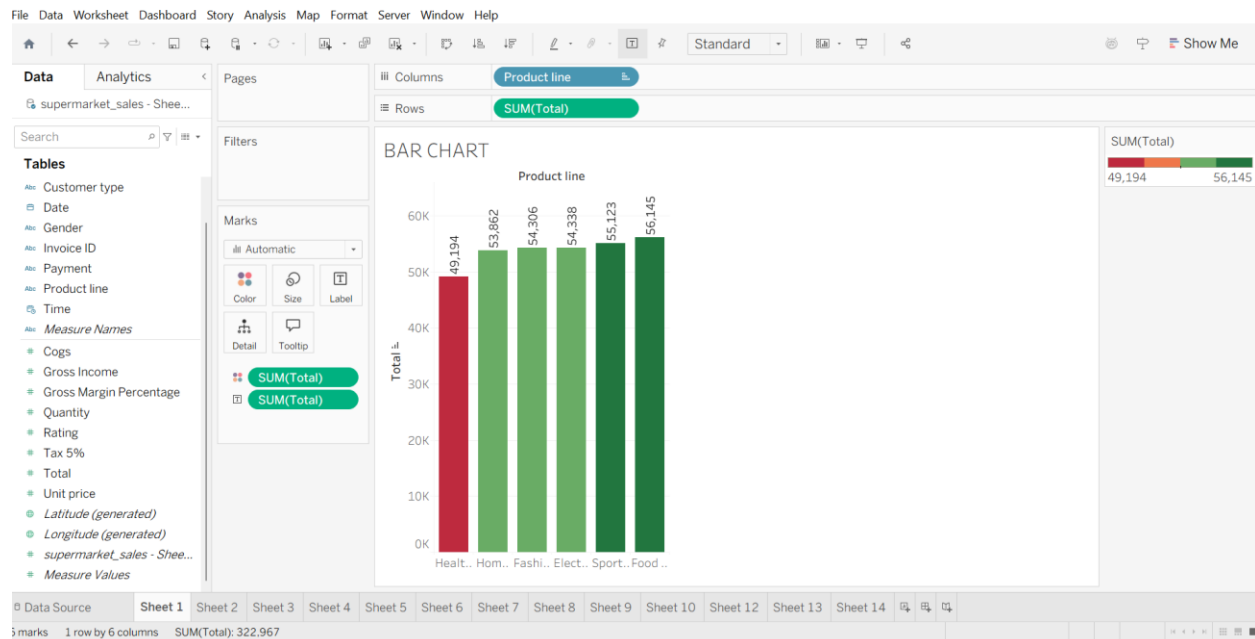 File Data Worksheet Dashboard Story Analysis Map Format Server Window Help
Standard
Show Me
Data Analytics
supermarket_sales - Shee...
Search
Tables
Abc Customer type
Date
Abc Gender
Abc Invoice ID
Abc Payment
Abc Product line
Time
Abc Measure Names
# Cogs
# Gross Income
# Gross Margin Percentage
# Quantity
# Rating
# Tax 5%
# Total
# Unit price
Latitude (generated)
Longitude (generated)
# supermarket_sales - Shee...
# Measure Values
Pages
Filters
Marks
Automatic
Color Size Label
Detail Tooltip
SUM(Total)
SUM(Total)
Columns Product line
Rows SUM(Total)
BAR CHART
Product line
Total
60K
50K
40K
30K
20K
10K
0K
49,194 53,862 54,306 54,338 55,123 56,145
Healt.. Hom.. Fashi.. Elect.. Sport.. Food ..
SUM(Total)
49,194 56,145
Data Source Sheet 1 Sheet 2 Sheet 3 Sheet 4 Sheet 5 Sheet 6 Sheet 7 Sheet 8 Sheet 9 Sheet 10 Sheet 12 Sheet 13 Sheet 14
marks 1 row by 6 columns SUM(Total): 322,967